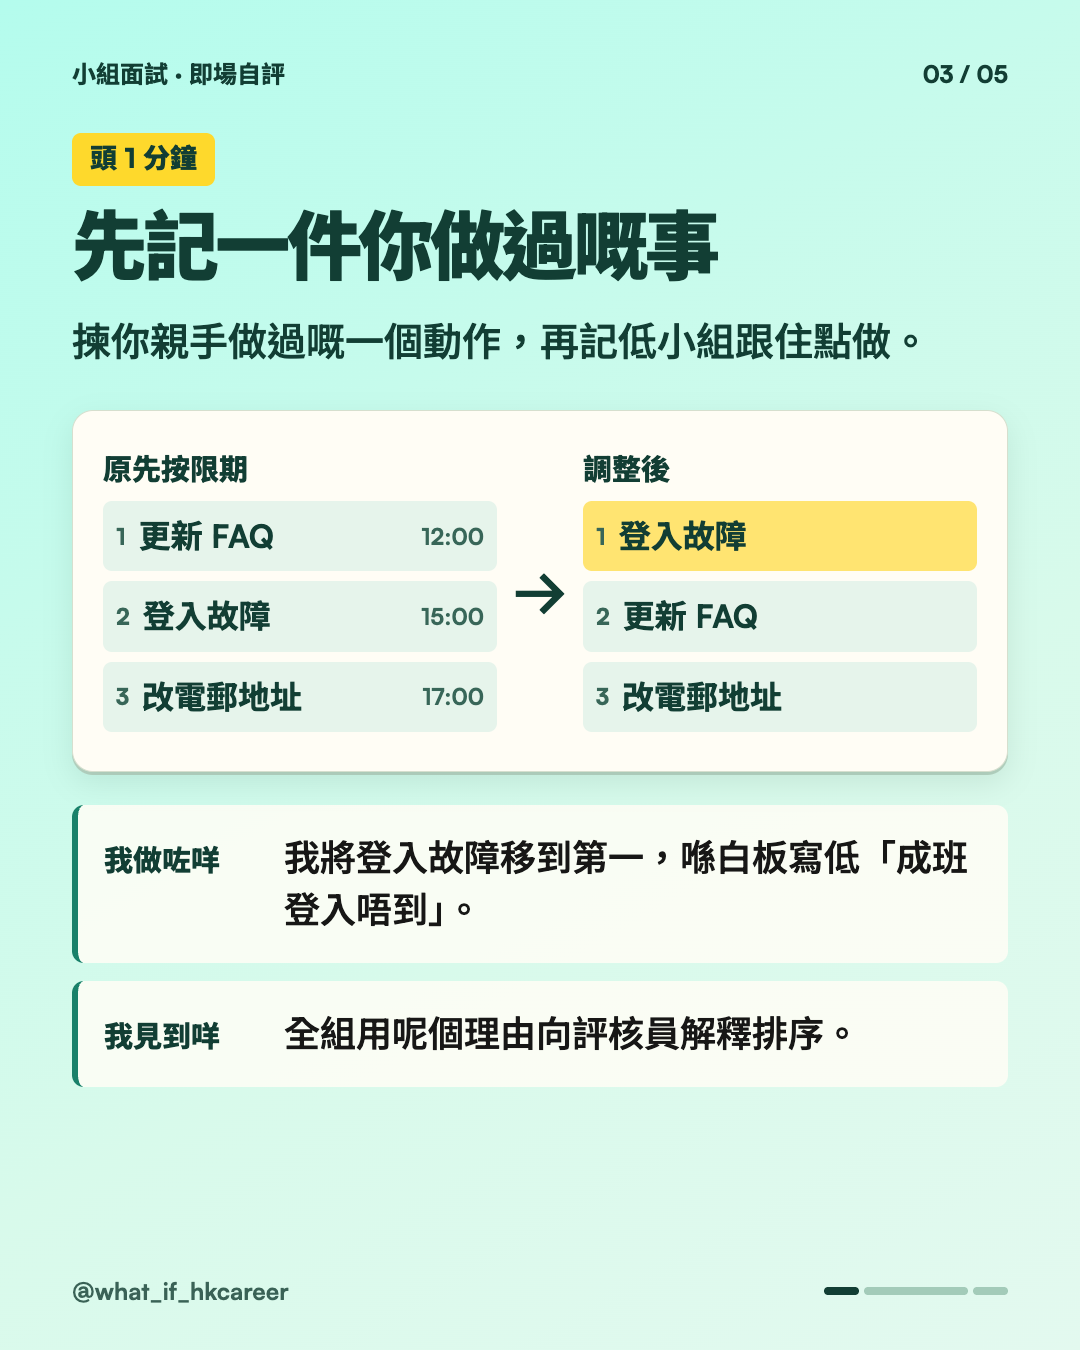 小組面試・即場自評
03 / 05
頭 1 分鐘
先記一件你做過嘅事
揀你親手做過嘅一個動作，再記低小組跟住點做。
原先按限期
1 更新 FAQ 12:00
2 登入故障 15:00
3 改電郵地址 17:00
→
調整後
1 登入故障
2 更新 FAQ
3 改電郵地址
我做咗咩
我將登入故障移到第一，喺白板寫低「成班
登入唔到」。
我見到咩
全組用呢個理由向評核員解釋排序。
@what_if_hkcareer